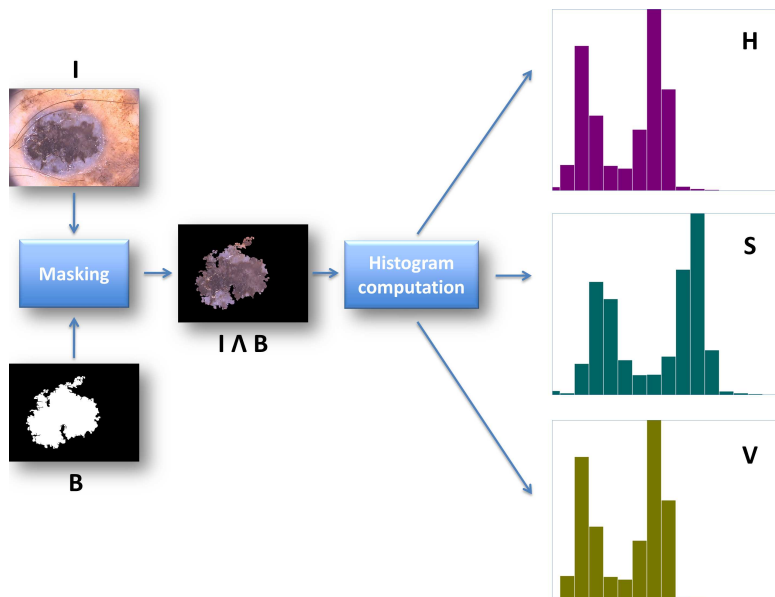 I
Masking
B
I Λ B
Histogram
computation
H
S
V